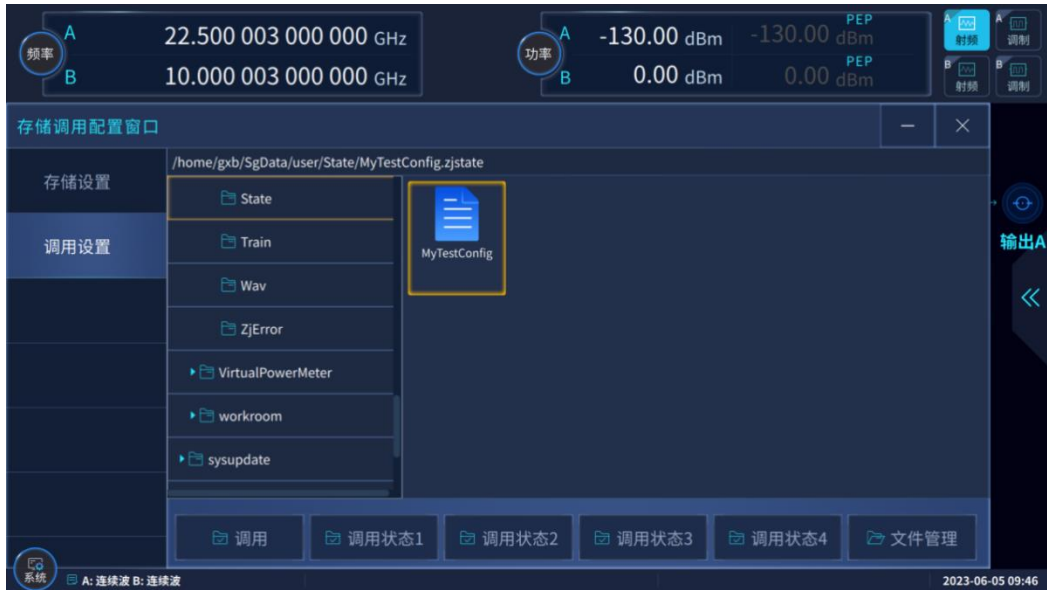 频率
A 22.500 003 000 000 GHz
B 10.000 003 000 000 GHz
功率
A -130.00 dBm PEP -130.00 dBm
B 0.00 dBm PEP 0.00 dBm
A 射频
A 调制
B 射频
B 调制
存储调用配置窗口
存储设置
调用设置
/home/gxb/SgData/user/State/MyTestConfig.zjstate
State
Train
Wav
ZjError
VirtualPowerMeter
workroom
sysupdate
MyTestConfig
输出A
调用
调用状态1
调用状态2
调用状态3
调用状态4
文件管理
系统
A: 连续波 B: 连续波
2023-06-05 09:46